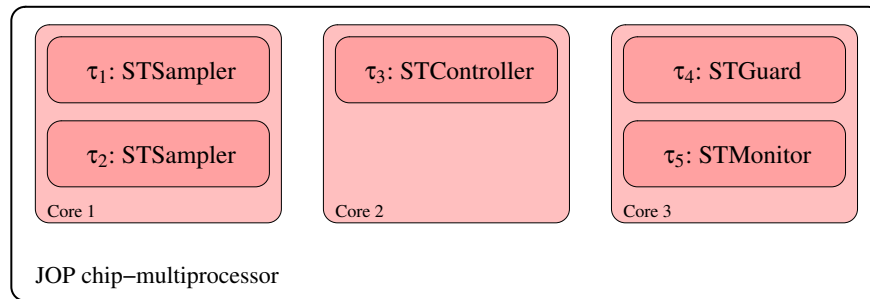 τ1: STSampler
τ2: STSampler
Core 1
τ3: STController
Core 2
τ4: STGuard
τ5: STMonitor
Core 3
JOP chip−multiprocessor